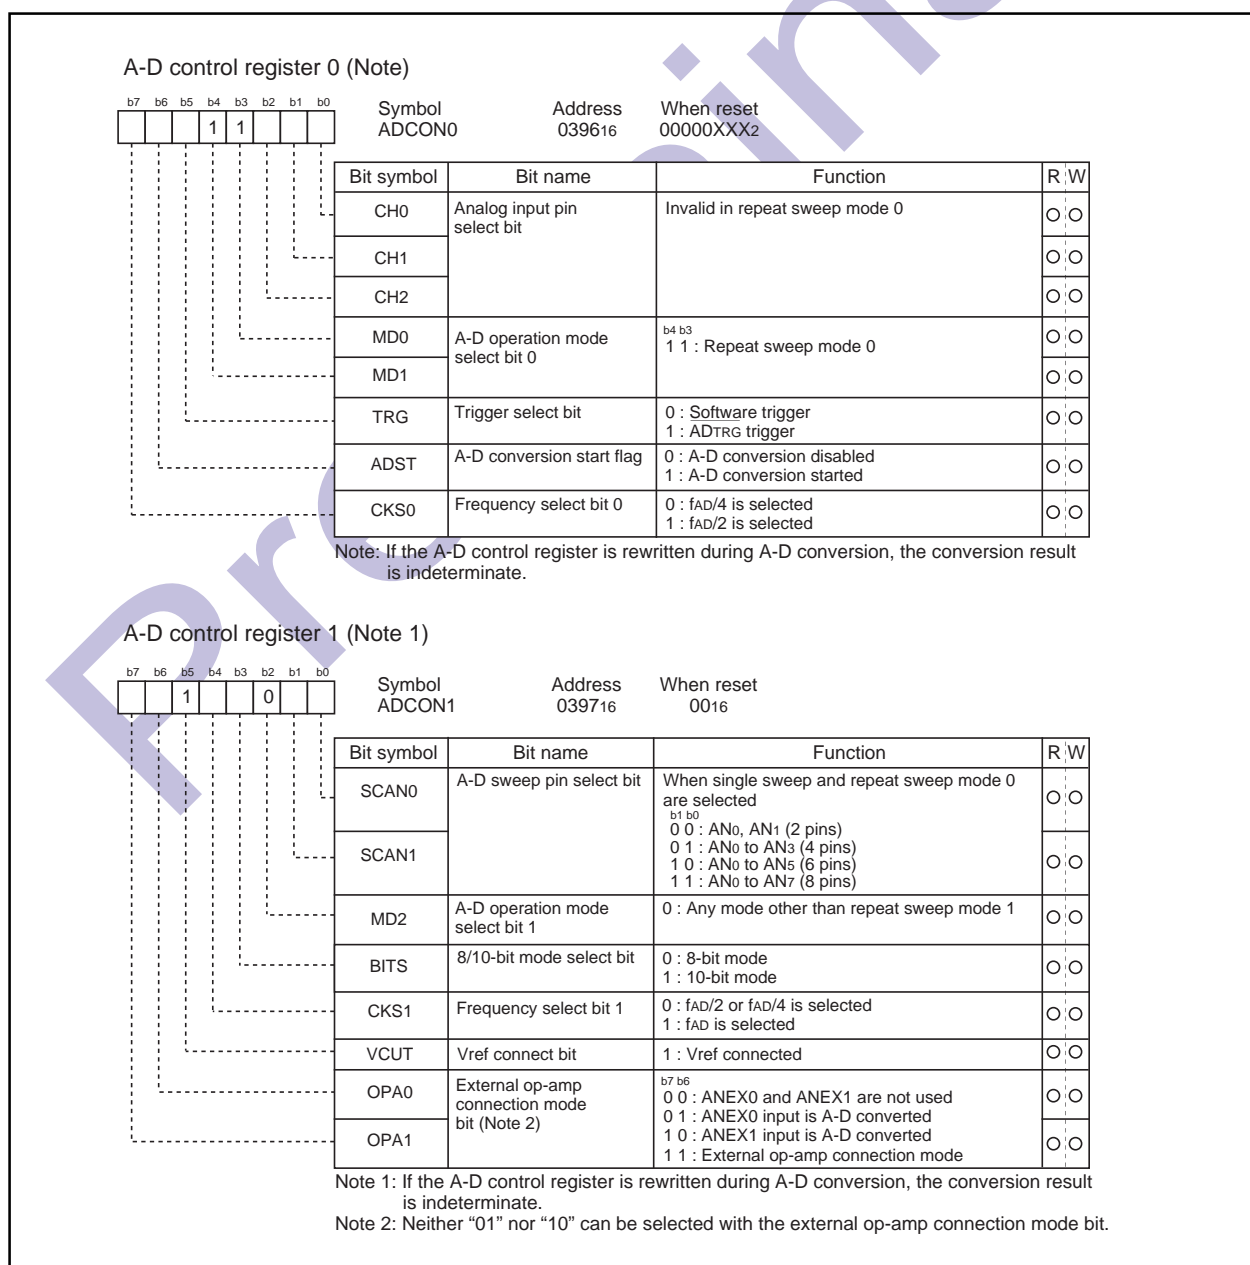 A-D control register 0 (Note)
b7 b6 b5 b4 b3 b2 b1 b0
1 1
Symbol Address When reset
ADCON0 039616 00000XXX2
Bit symbol Bit name Function R W
CH0 Analog input pin select bit Invalid in repeat sweep mode 0
CH1
CH2
MD0 A-D operation mode select bit 0 b4 b3
1 1 : Repeat sweep mode 0
MD1
TRG Trigger select bit 0 : Software trigger
1 : ADTRG trigger
ADST A-D conversion start flag 0 : A-D conversion disabled
1 : A-D conversion started
CKS0 Frequency select bit 0 0 : fAD/4 is selected
1 : fAD/2 is selected
Note: If the A-D control register is rewritten during A-D conversion, the conversion result
is indeterminate.
A-D control register 1 (Note 1)
b7 b6 b5 b4 b3 b2 b1 b0
1 0
Symbol Address When reset
ADCON1 039716 0016
Bit symbol Bit name Function R W
SCAN0 A-D sweep pin select bit When single sweep and repeat sweep mode 0
are selected
b1 b0
0 0 : AN0, AN1 (2 pins)
0 1 : AN0 to AN3 (4 pins)
SCAN1
1 0 : AN0 to AN5 (6 pins)
1 1 : AN0 to AN7 (8 pins)
MD2 A-D operation mode select bit 1 0 : Any mode other than repeat sweep mode 1
BITS 8/10-bit mode select bit 0 : 8-bit mode
1 : 10-bit mode
CKS1 Frequency select bit 1 0 : fAD/2 or fAD/4 is selected
1 : fAD is selected
VCUT Vref connect bit 1 : Vref connected
OPA0 External op-amp connection mode bit (Note 2) b7 b6
0 0 : ANEX0 and ANEX1 are not used
0 1 : ANEX0 input is A-D converted
OPA1
1 0 : ANEX1 input is A-D converted
1 1 : External op-amp connection mode
Note 1: If the A-D control register is rewritten during A-D conversion, the conversion result
is indeterminate.
Note 2: Neither “01” nor “10” can be selected with the external op-amp connection mode bit.